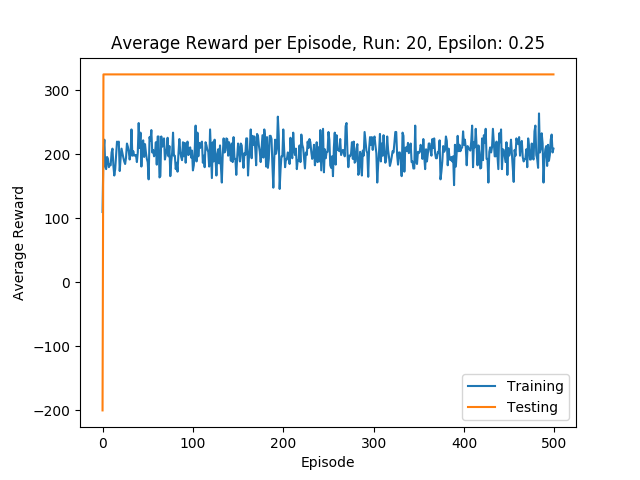 Average Reward per Episode, Run: 20, Epsilon: 0.25
Average Reward
300
200
100
0
−100
−200
0
100
200
300
400
500
Episode
Training
Testing